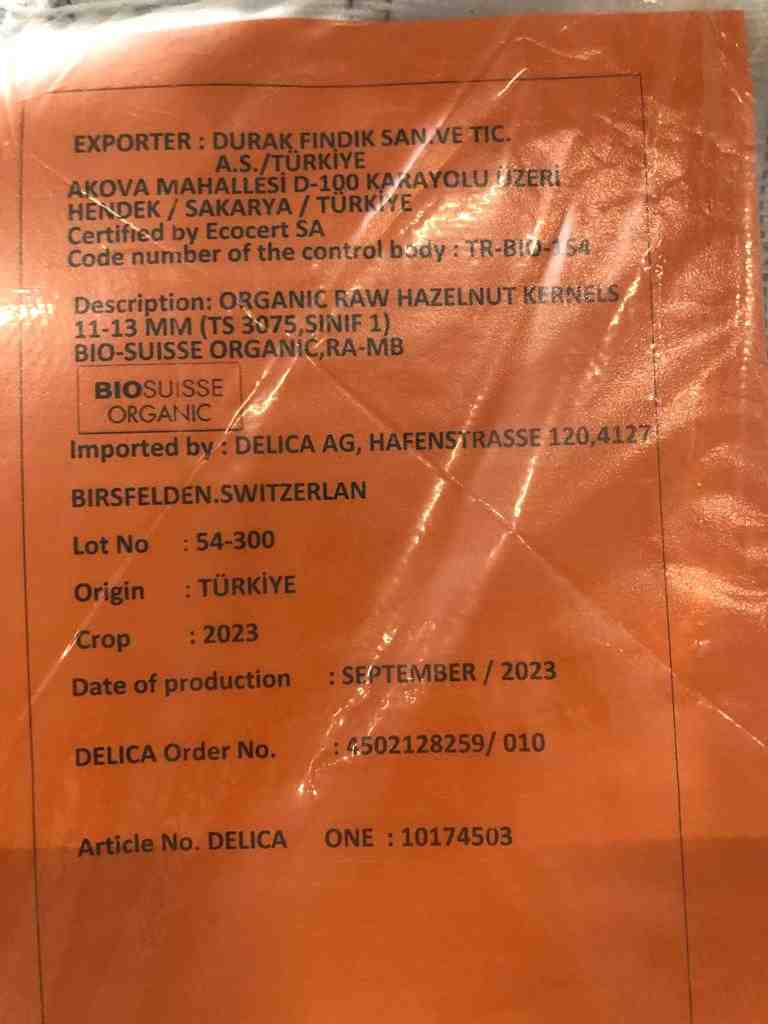 EXPORTER : DURAK FINDIK SAN.VE TIC.
A.S./TÜRKİYE
AKOVA MAHALLESİ D-100 KARAYOLU ÜZERİ
HENDEK / SAKARYA / TÜRKİYE
Certified by Ecocert SA
Code number of the control body : TR-BIO-154
Description: ORGANIC RAW HAZELNUT KERNELS
11-13 MM (TS 3075,SINIF 1)
BIO-SUISSE ORGANIC,RA-MB
BIOSUISSE
ORGANIC
Imported by : DELICA AG, HAFENSTRASSE 120,4127
BIRSFELDEN.SWITZERLAN
Lot No : 54-300
Origin : TÜRKİYE
Crop : 2023
Date of production : SEPTEMBER / 2023
DELICA Order No. : 4502128259/ 010
Article No. DELICA ONE : 10174503